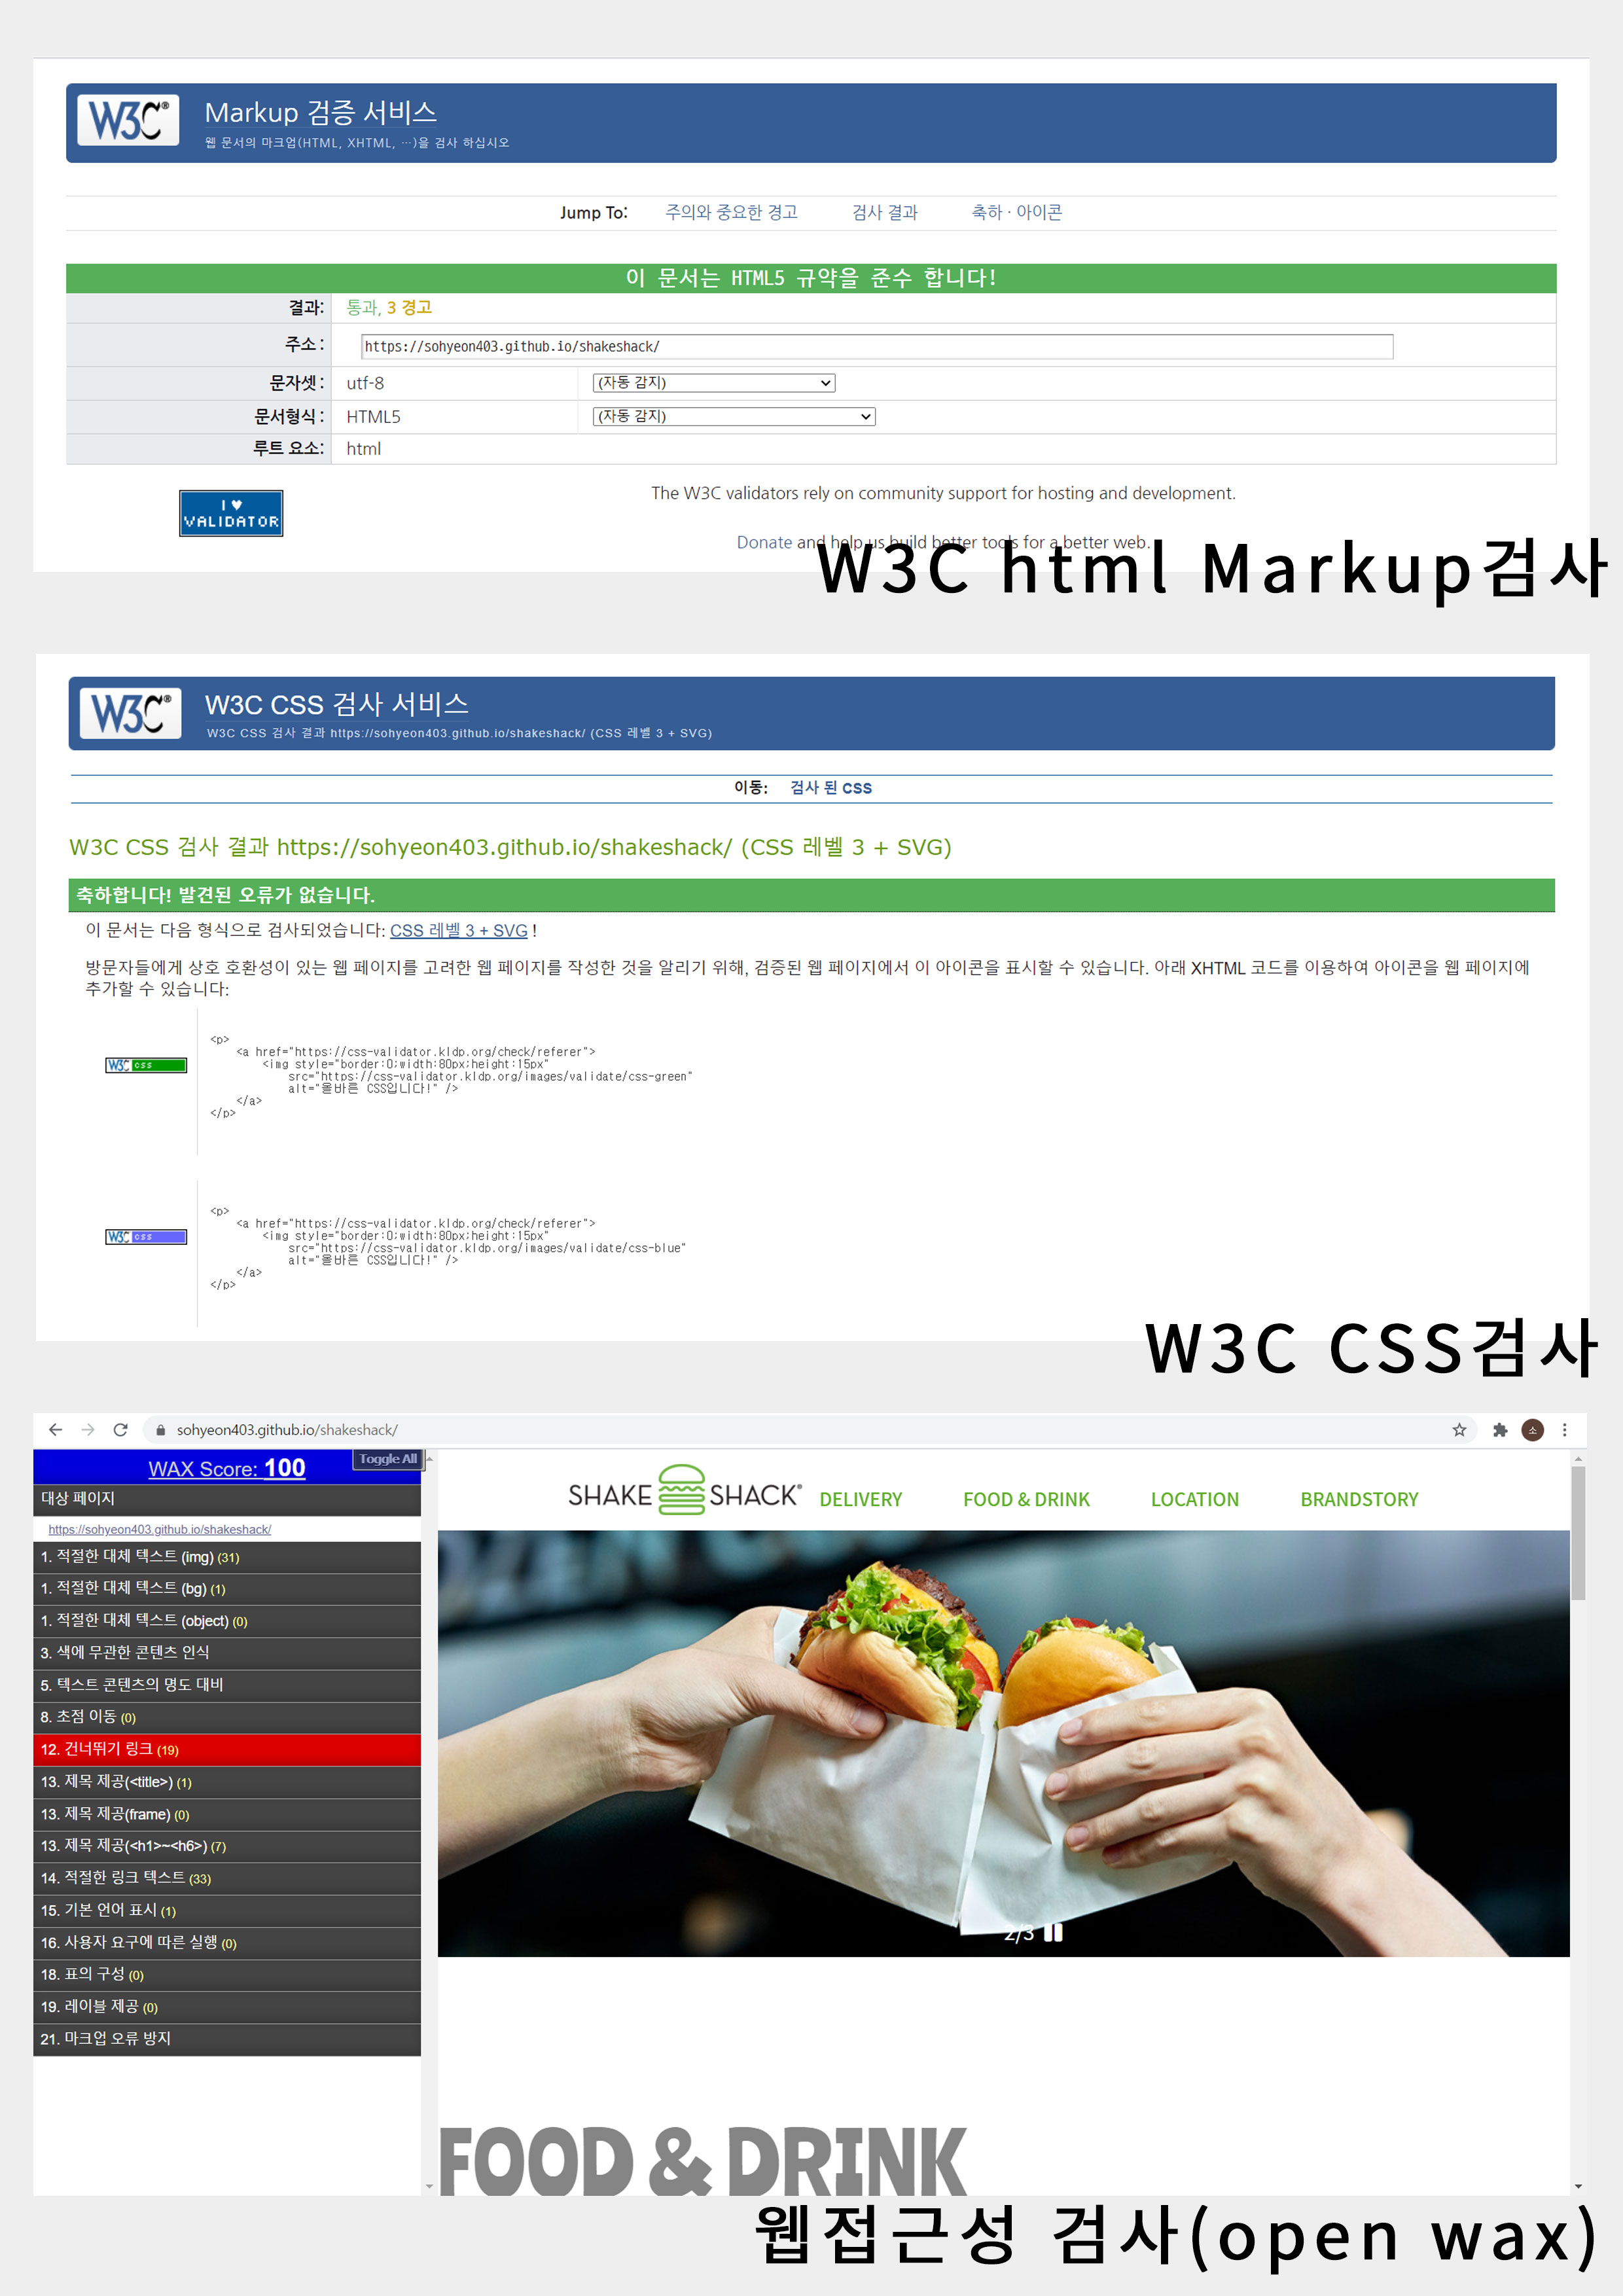 W3C®
Markup 검증 서비스
웹 문서의 마크업(HTML, XHTML, …)을 검사 하십시오
Jump To: 주의와 중요한 경고 검사 결과 축하 · 아이콘
이 문서는 HTML5 규약을 준수 합니다!
결과: 통과, 3 경고
주소 : https://sohyeon403.github.io/shakeshack/
문자셋 : utf-8 (자동 감지)
문서형식 : HTML5 (자동 감지)
루트 요소: html
I ♥
VALIDATOR
The W3C validators rely on community support for hosting and development.
Donate and help us build better tools for a better web.
W3C html Markup검사
W3C®
W3C CSS 검사 서비스
W3C CSS 검사 결과 https://sohyeon403.github.io/shakeshack/ (CSS 레벨 3 + SVG)
이동: 검사 된 CSS
W3C CSS 검사 결과 https://sohyeon403.github.io/shakeshack/ (CSS 레벨 3 + SVG)
축하합니다! 발견된 오류가 없습니다.
이 문서는 다음 형식으로 검사되었습니다: CSS 레벨 3 + SVG !
방문자들에게 상호 호환성이 있는 웹 페이지를 고려한 웹 페이지를 작성한 것을 알리기 위해, 검증된 웹 페이지에서 이 아이콘을 표시할 수 있습니다. 아래 XHTML 코드를 이용하여 아이콘을 웹 페이지에
추가할 수 있습니다:
W3C css
<p>
<a href="https://css-validator.kldp.org/check/referer">
<img style="border:0;width:80px;height:15px"
src="https://css-validator.kldp.org/images/validate/css-green"
alt="올바른 CSS입니다!" />
</a>
</p>
W3C css
<p>
<a href="https://css-validator.kldp.org/check/referer">
<img style="border:0;width:80px;height:15px"
src="https://css-validator.kldp.org/images/validate/css-blue"
alt="올바른 CSS입니다!" />
</a>
</p>
W3C CSS검사
sohyeon403.github.io/shakeshack/
소
WAX Score: 100
Toggle All
대상 페이지
https://sohyeon403.github.io/shakeshack/
1. 적절한 대체 텍스트 (img) (31)
1. 적절한 대체 텍스트 (bg) (1)
1. 적절한 대체 텍스트 (object) (0)
3. 색에 무관한 콘텐츠 인식
5. 텍스트 콘텐츠의 명도 대비
8. 초점 이동 (0)
12. 건너뛰기 링크 (19)
13. 제목 제공(<title>) (1)
13. 제목 제공(frame) (0)
13. 제목 제공(<h1>~<h6>) (7)
14. 적절한 링크 텍스트 (33)
15. 기본 언어 표시 (1)
16. 사용자 요구에 따른 실행 (0)
18. 표의 구성 (0)
19. 레이블 제공 (0)
21. 마크업 오류 방지
SHAKE SHACK® DELIVERY FOOD & DRINK LOCATION BRANDSTORY
2/3
FOOD & DRINK
웹접근성 검사(open wax)